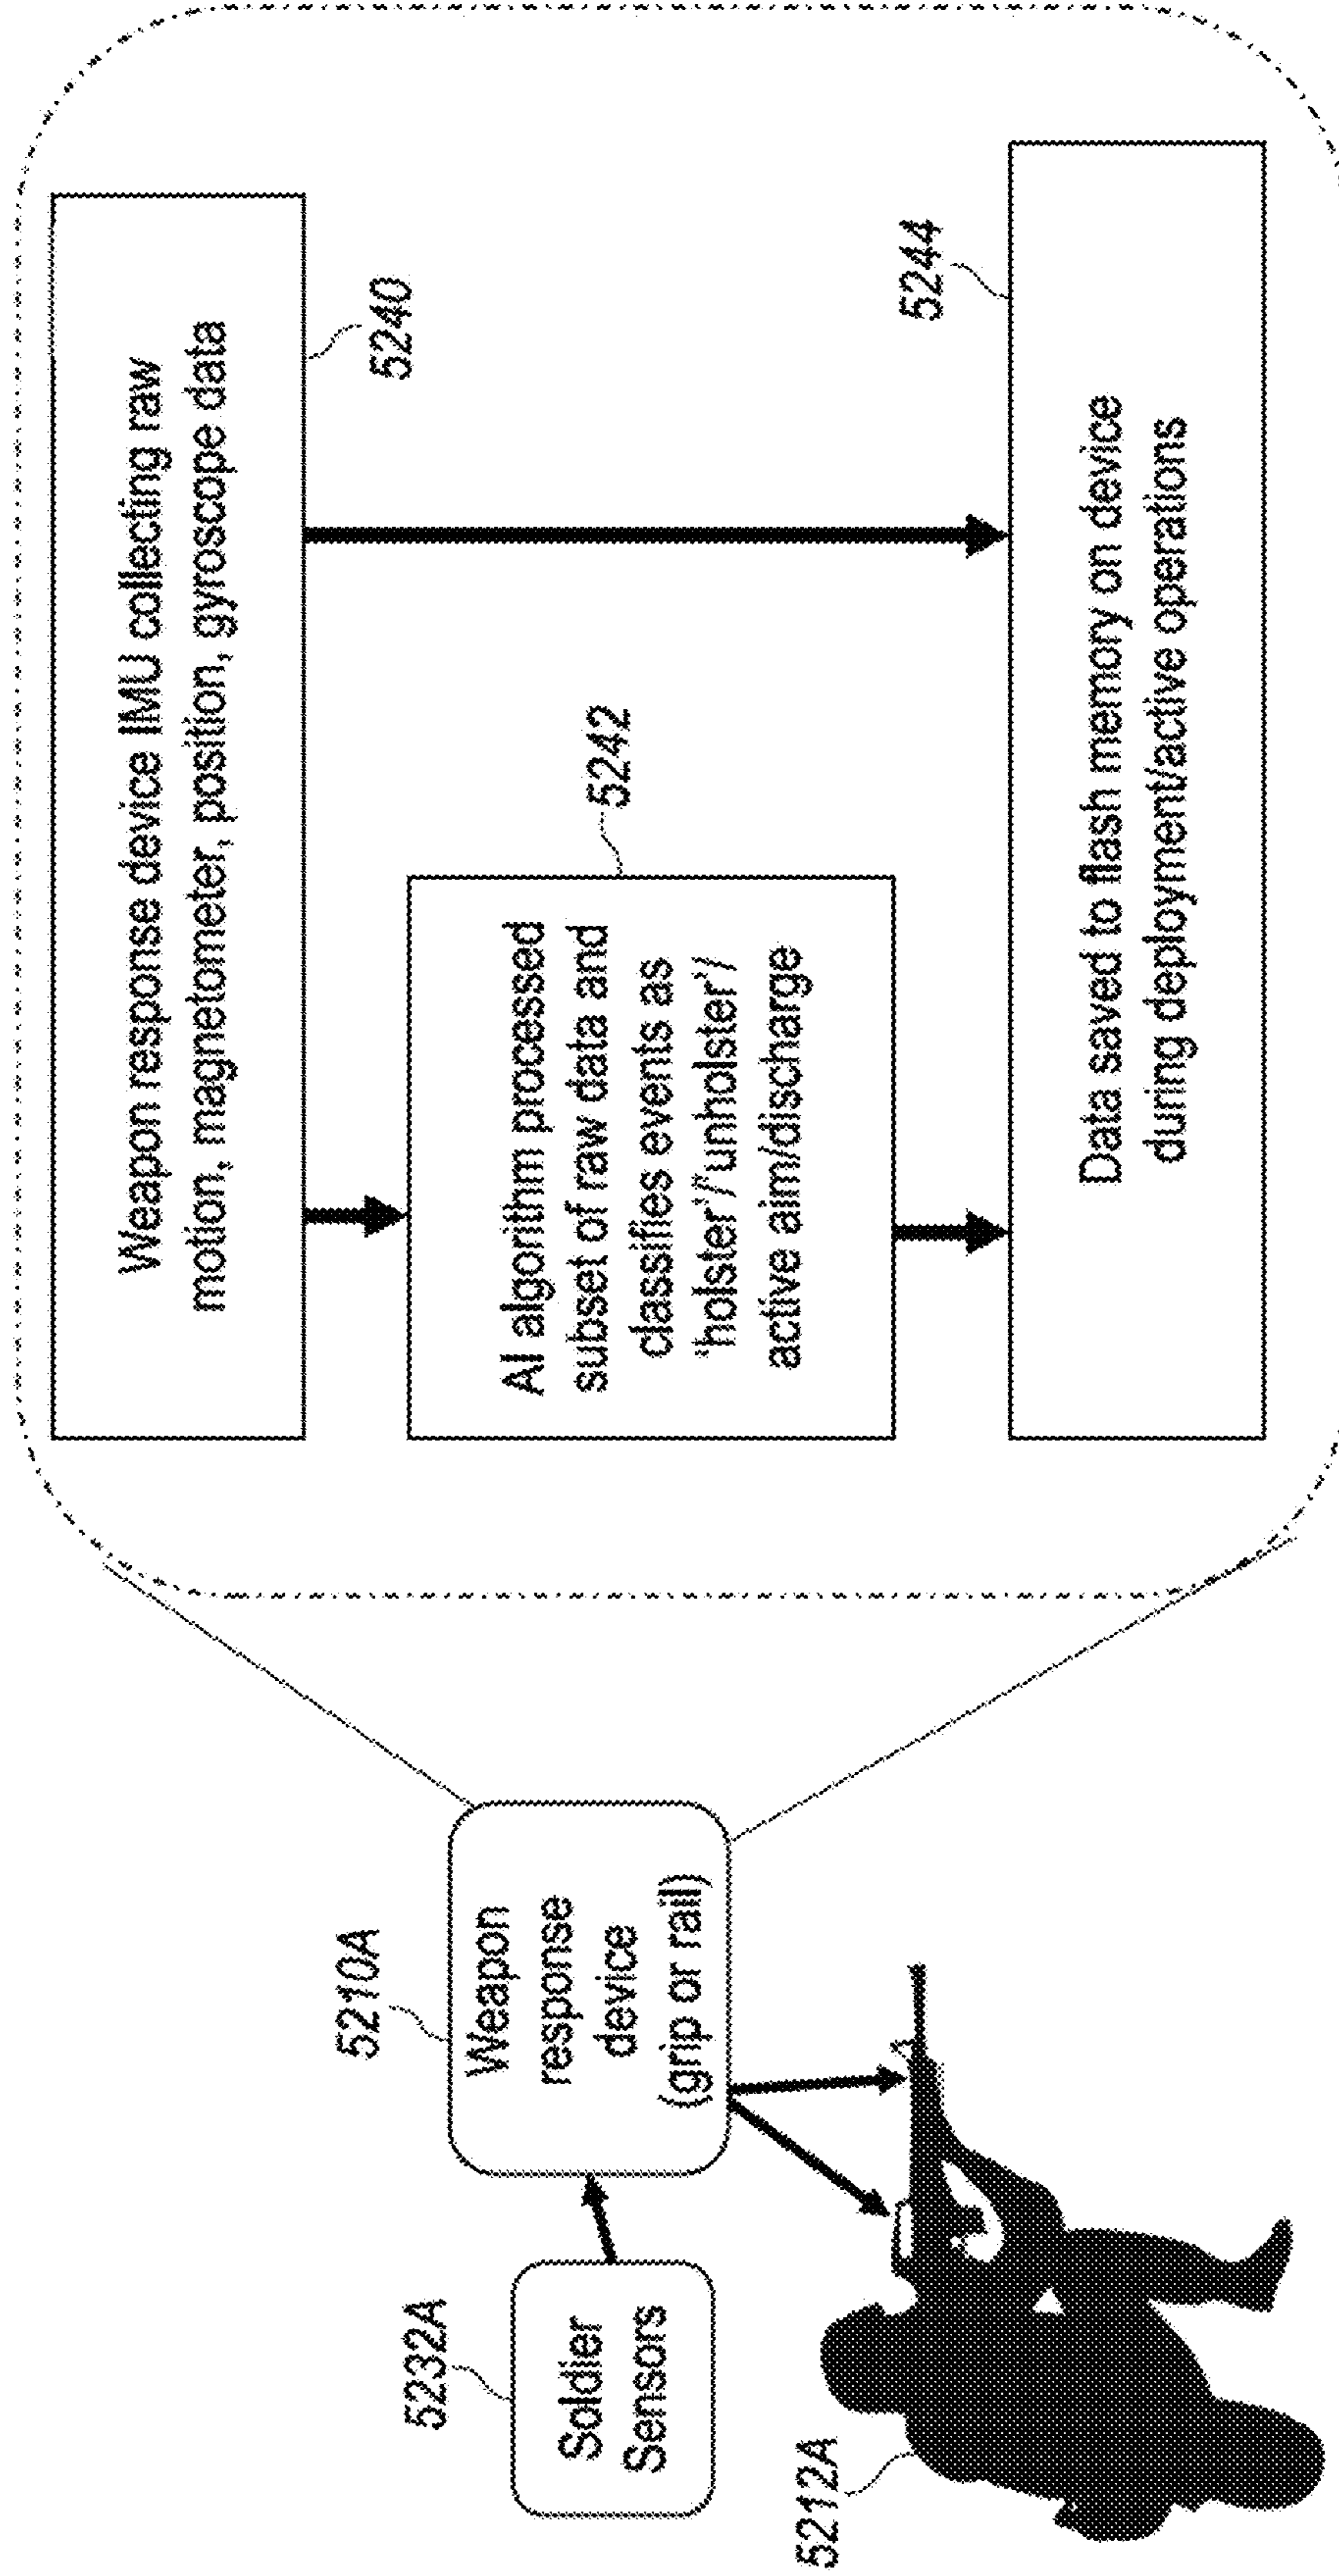 5232A
Soldier
Sensors
5212A
5210A
Weapon
response
device
(grip or rail)
Weapon response device IMU collecting raw
motion, magnetometer, position, gyroscope data
5240
AI algorithm processed
subset of raw data and
classifies events as
'holster'/'unholster'/
active aim/discharge
5242
Data saved to flash memory on device
during deployment/active operations
5244